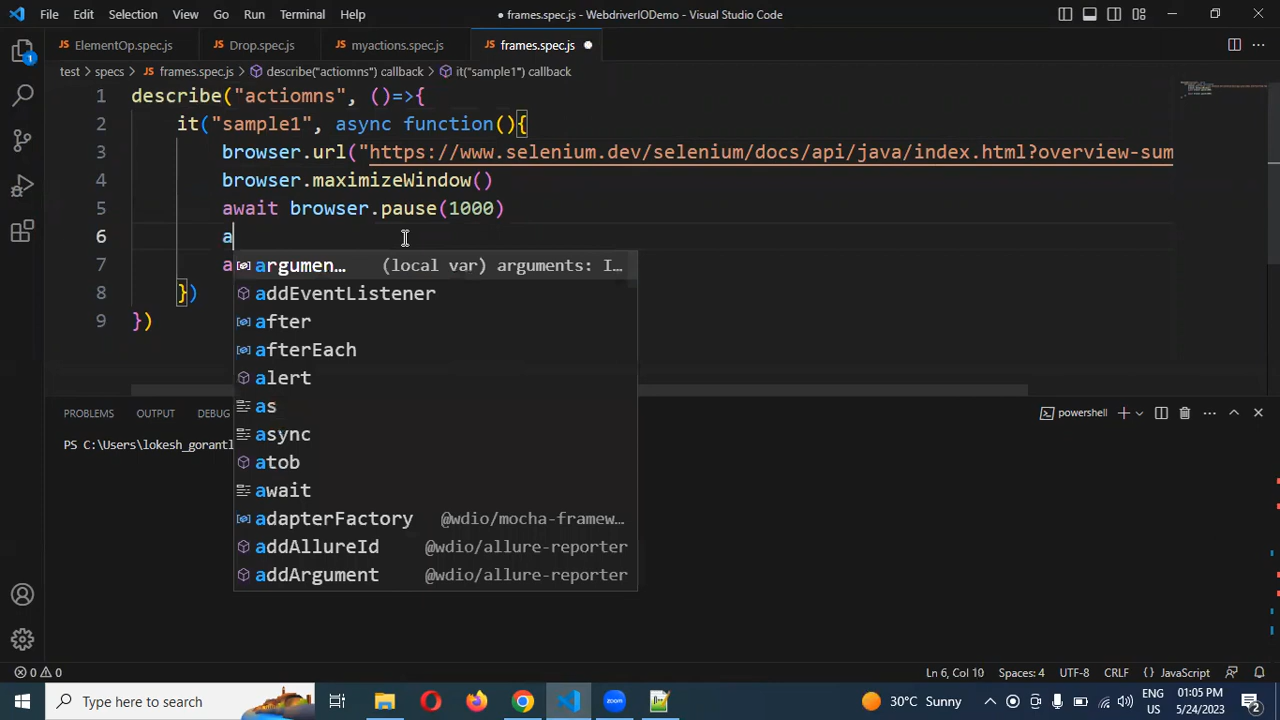 File Edit Selection View Go Run Terminal Help ● frames.spec.js - WebdriverIODemo - Visual Studio Code
ElementOp.spec.js Drop.spec.js myactions.spec.js frames.spec.js ●
test > specs > frames.spec.js > describe("actiomns") callback > it("sample1") callback
1 describe("actiomns", ()=>{
2 it("sample1", async function(){
3 browser.url("https://www.selenium.dev/selenium/docs/api/java/index.html?overview-sum
4 browser.maximizeWindow()
5 await browser.pause(1000)
6 a
argumen… (local var) arguments: I…
7 a
addEventListener
8 })
after
9 })
afterEach
alert
as
async
atob
await
adapterFactory @wdio/mocha-framew…
addAllureId @wdio/allure-reporter
addArgument @wdio/allure-reporter
PROBLEMS OUTPUT DEBUG powershell
PS C:\Users\lokesh_gorantl
1
0 0 Ln 6, Col 10 Spaces: 4 UTF-8 CRLF {} JavaScript
Type here to search zoom 30°C Sunny ENG US 01:05 PM 5/24/2023 2